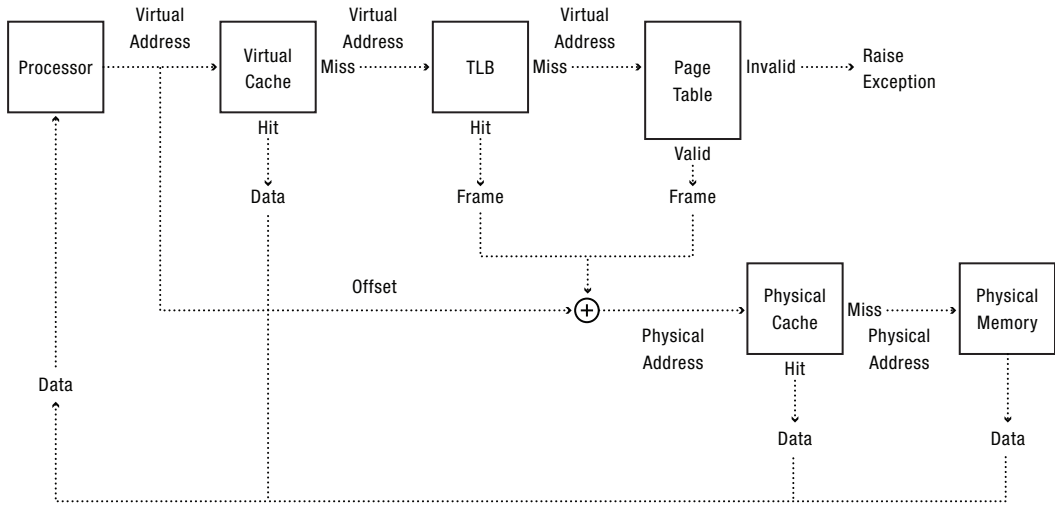 Virtual
Address
Virtual
Address
Virtual
Address
Processor
Virtual
Cache
Miss
TLB
Miss
Page
Table
Invalid
Raise
Exception
Hit
Hit
Valid
Data
Frame
Frame
Offset
Physical
Cache
Miss
Physical
Memory
Physical
Address
Physical
Address
Hit
Data
Data
Data